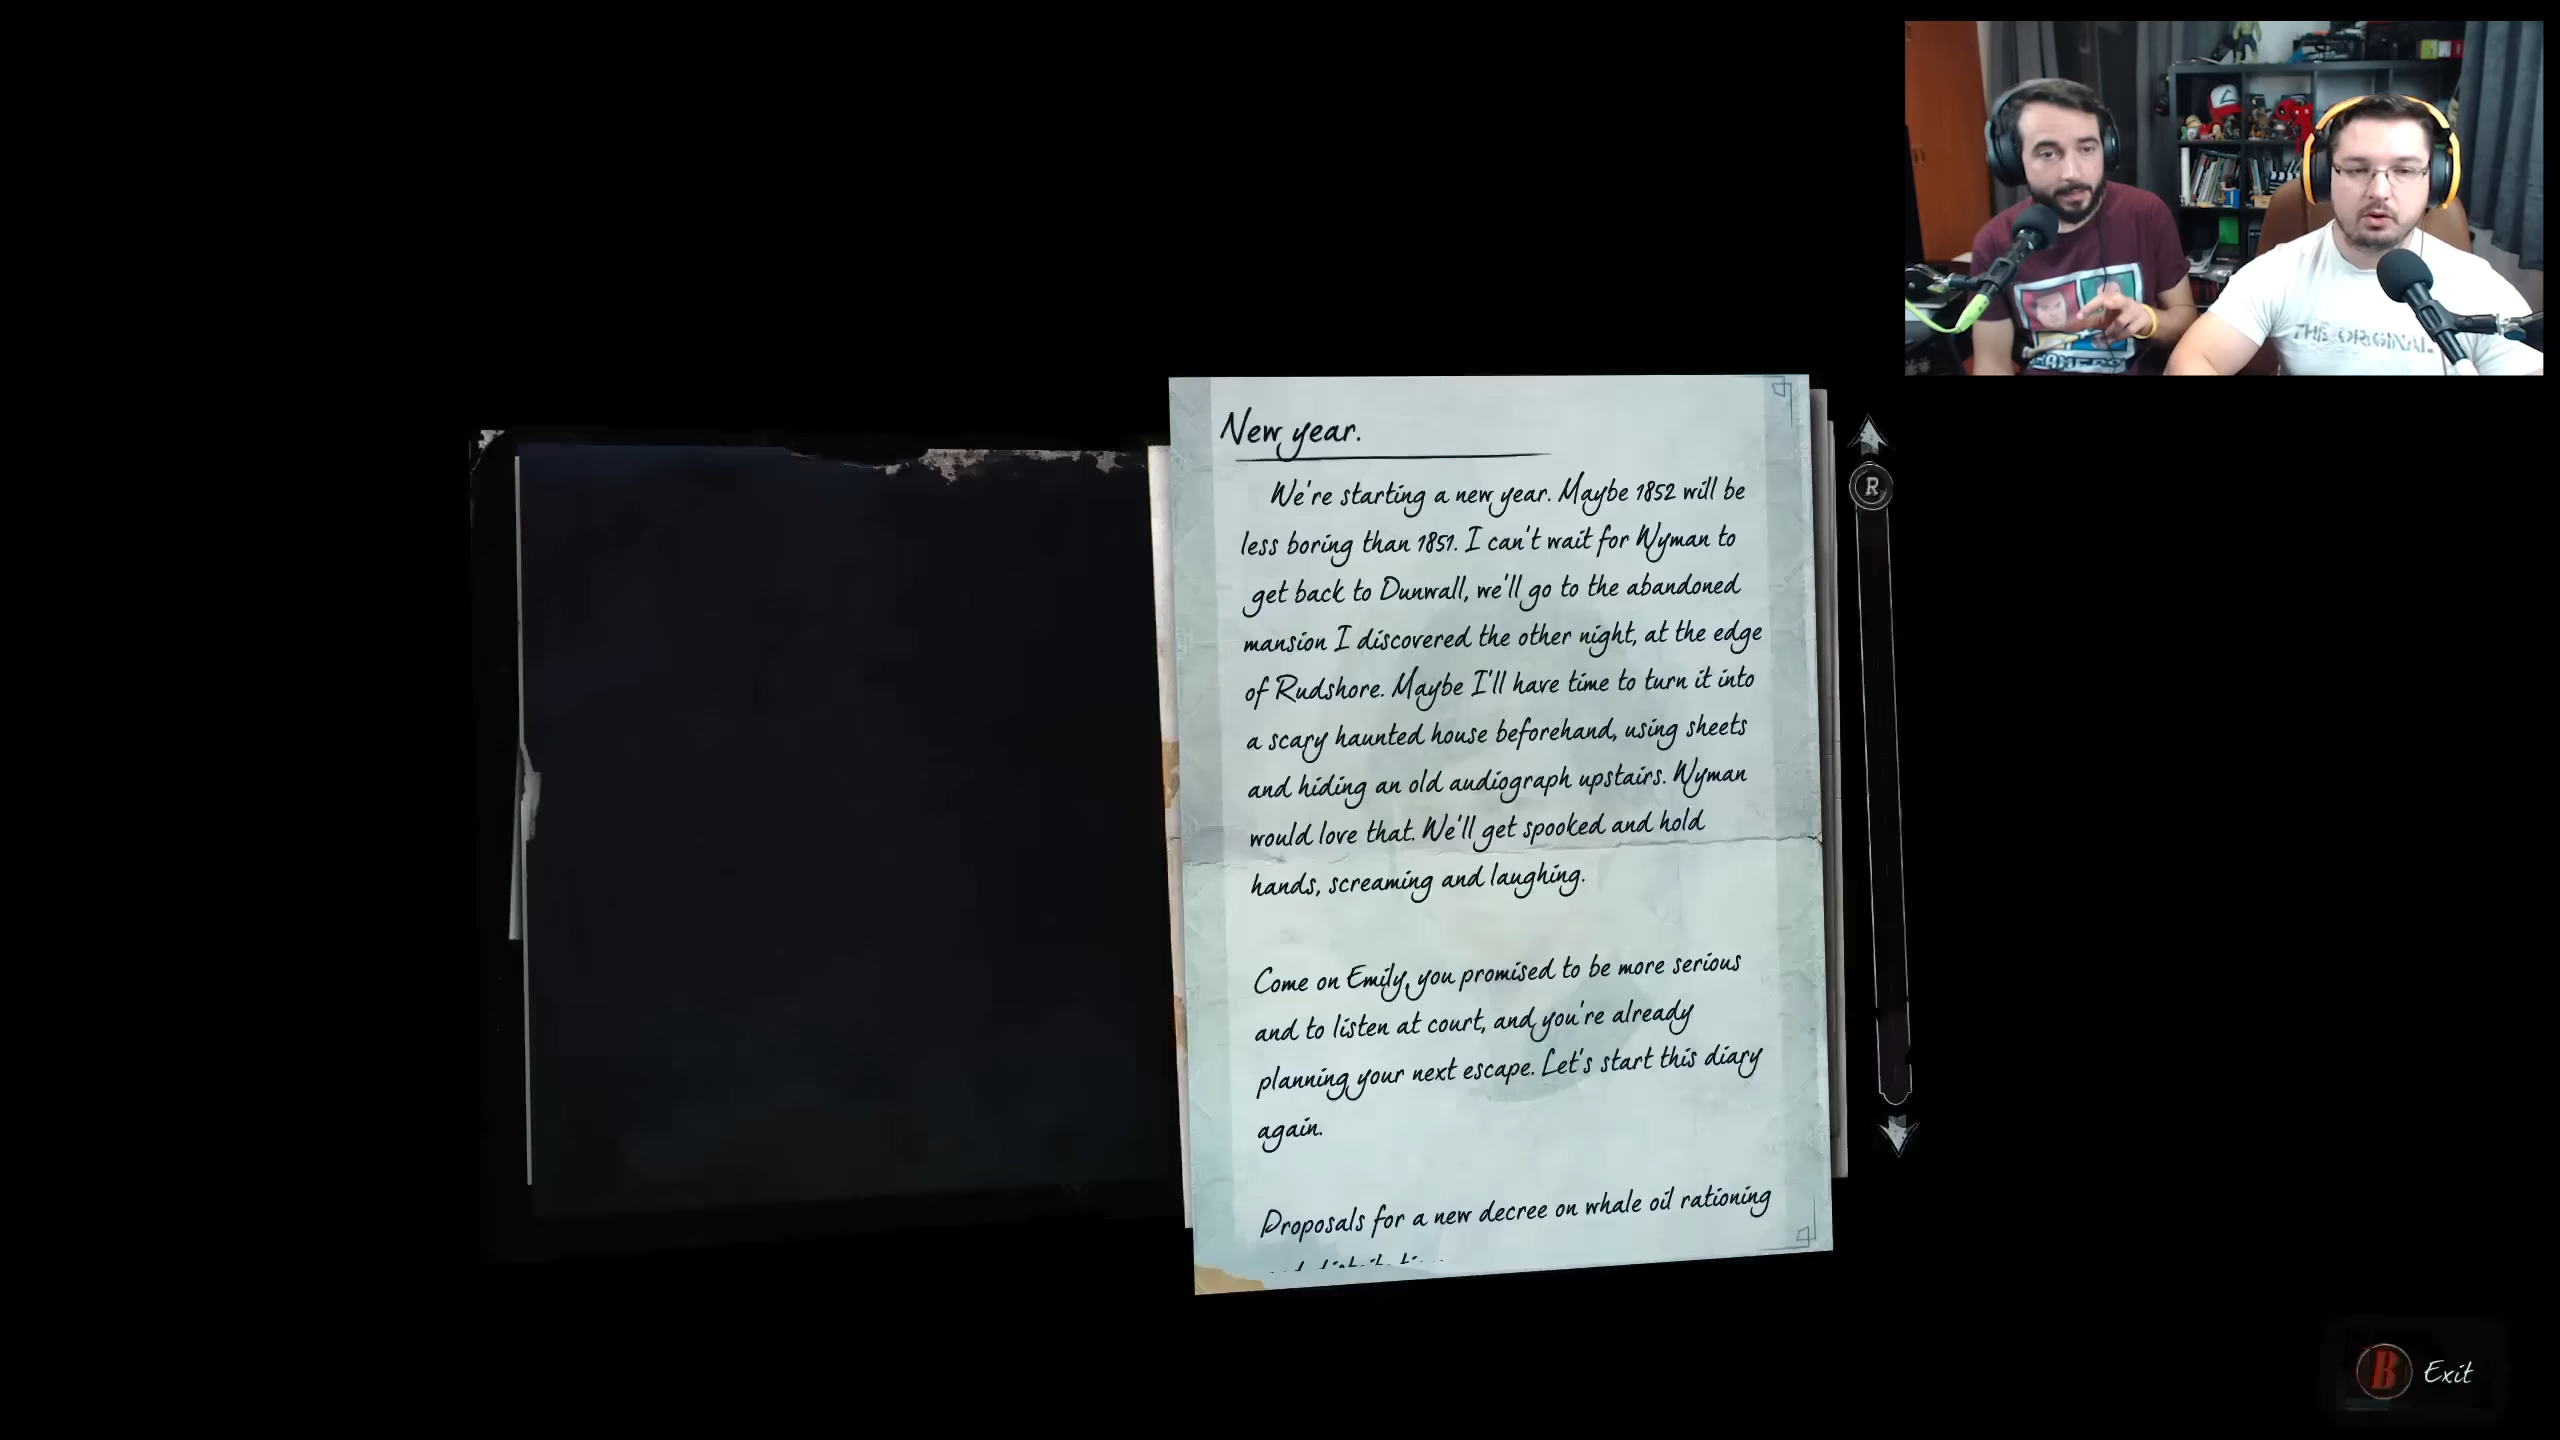 New year.
We're starting a new year. Maybe 1852 will be
less boring than 1851. I can't wait for Wyman to
get back to Dunwall, we'll go to the abandoned
mansion I discovered the other night, at the edge
of Rudshore. Maybe I'll have time to turn it into
a scary haunted house beforehand, using sheets
and hiding an old audiograph upstairs. Wyman
would love that. We'll get spooked and hold
hands, screaming and laughing.
Come on Emily, you promised to be more serious
and to listen at court, and you're already
planning your next escape. Let's start this diary
again.
Proposals for a new decree on whale oil rationing
R
THE ORIGINAL
B Exit